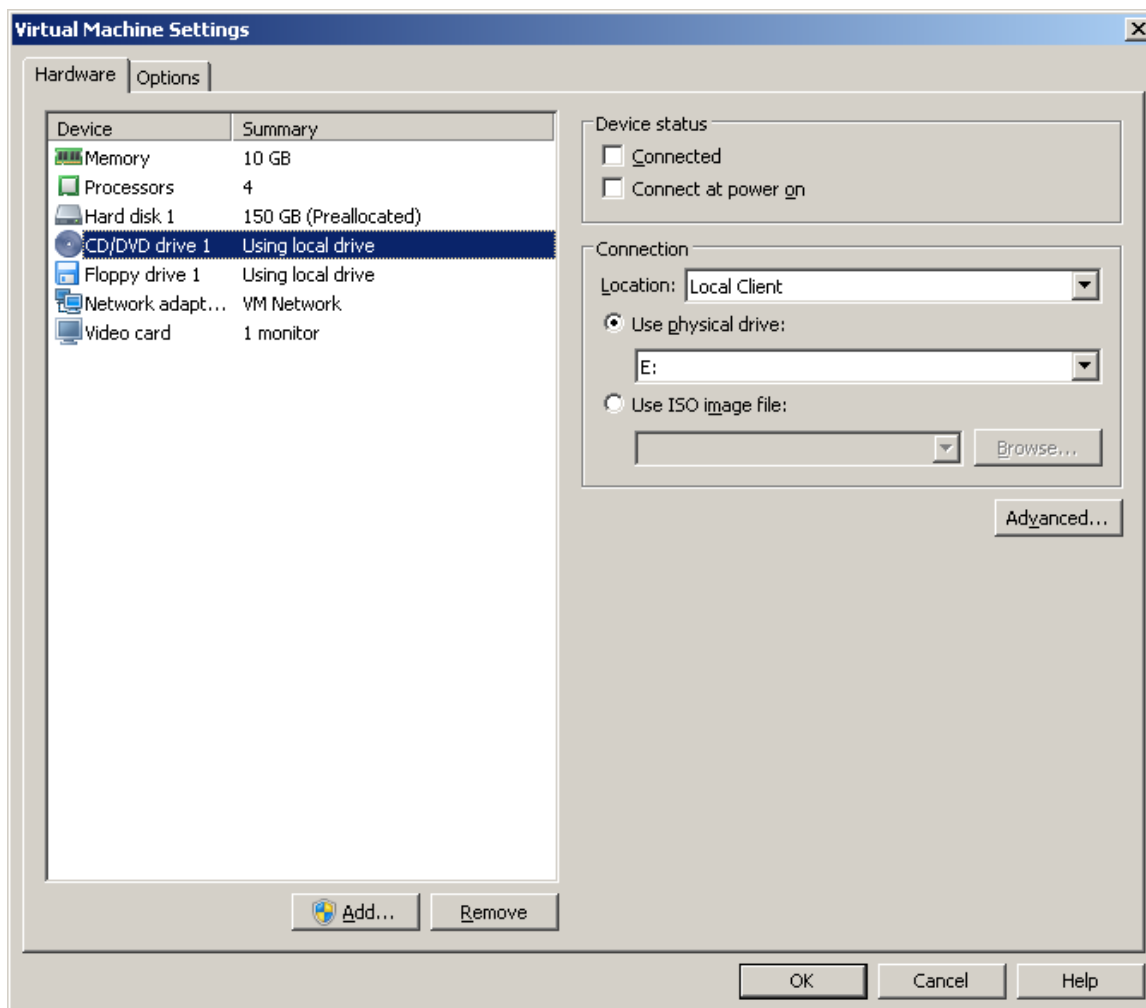 Virtual Machine Settings
Hardware Options
Device Summary
Memory 10 GB
Processors 4
Hard disk 1 150 GB (Preallocated)
CD/DVD drive 1 Using local drive
Floppy drive 1 Using local drive
Network adapt... VM Network
Video card 1 monitor
Add... Remove
Device status
Connected
Connect at power on
Connection
Location: Local Client
Use physical drive:
E:
Use ISO image file:
Browse...
Advanced...
OK Cancel Help